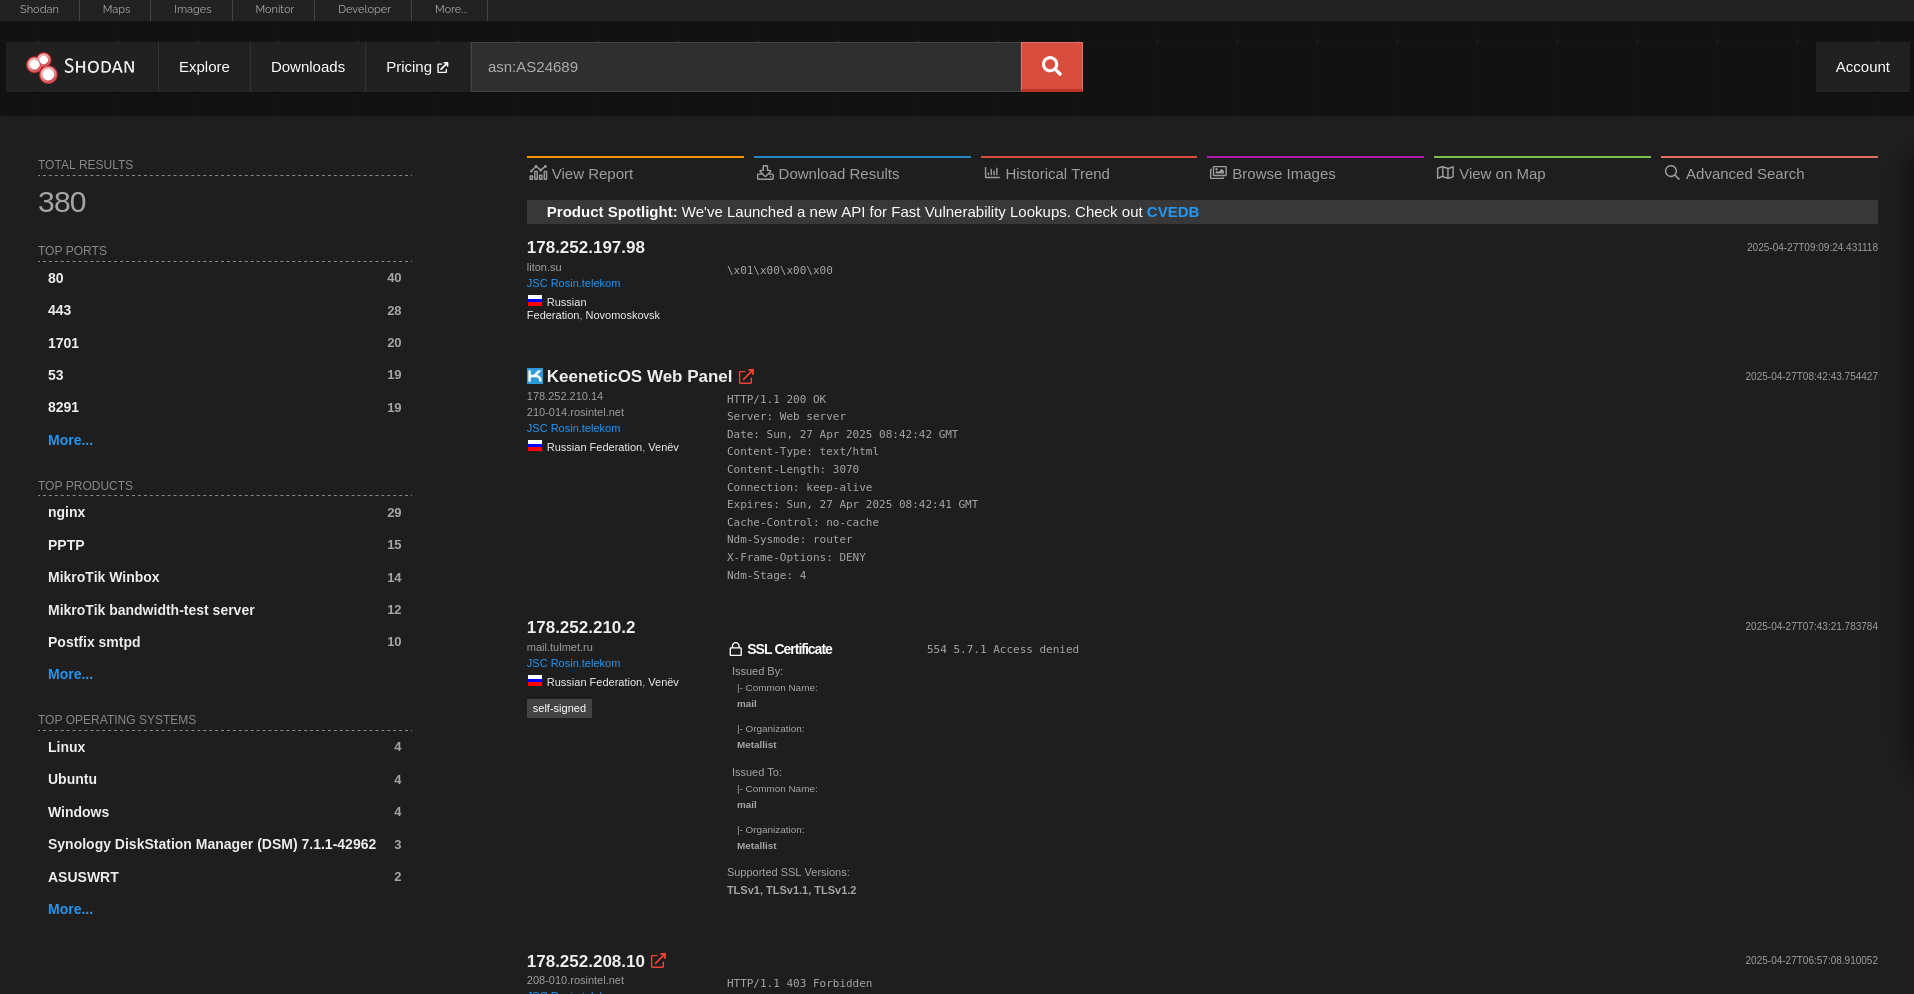 Shodan Maps Images Monitor Developer More...
SHODAN Explore Downloads Pricing asn:AS24689 Account
TOTAL RESULTS
380
TOP PORTS
80 40
443 28
1701 20
53 19
8291 19
More...
TOP PRODUCTS
nginx 29
PPTP 15
MikroTik Winbox 14
MikroTik bandwidth-test server 12
Postfix smtpd 10
More...
TOP OPERATING SYSTEMS
Linux 4
Ubuntu 4
Windows 4
Synology DiskStation Manager (DSM) 7.1.1-42962 3
ASUSWRT 2
More...
View Report Download Results Historical Trend Browse Images View on Map Advanced Search
Product Spotlight: We've Launched a new API for Fast Vulnerability Lookups. Check out CVEDB
178.252.197.98 2025-04-27T09:09:24.431118
liton.su
JSC Rosin.telekom
Russian
Federation, Novomoskovsk
\x01\x00\x00\x00
KeeneticOS Web Panel 2025-04-27T08:42:43.754427
178.252.210.14
210-014.rosintel.net
JSC Rosin.telekom
Russian Federation, Venëv
HTTP/1.1 200 OK
Server: Web server
Date: Sun, 27 Apr 2025 08:42:42 GMT
Content-Type: text/html
Content-Length: 3070
Connection: keep-alive
Expires: Sun, 27 Apr 2025 08:42:41 GMT
Cache-Control: no-cache
Ndm-Sysmode: router
X-Frame-Options: DENY
Ndm-Stage: 4
178.252.210.2 2025-04-27T07:43:21.783784
mail.tulmet.ru
JSC Rosin.telekom
Russian Federation, Venëv
self-signed
SSL Certificate
Issued By:
|- Common Name:
mail
|- Organization:
Metallist
Issued To:
|- Common Name:
mail
|- Organization:
Metallist
Supported SSL Versions:
TLSv1, TLSv1.1, TLSv1.2
554 5.7.1 Access denied
178.252.208.10 2025-04-27T06:57:08.910052
208-010.rosintel.net
HTTP/1.1 403 Forbidden